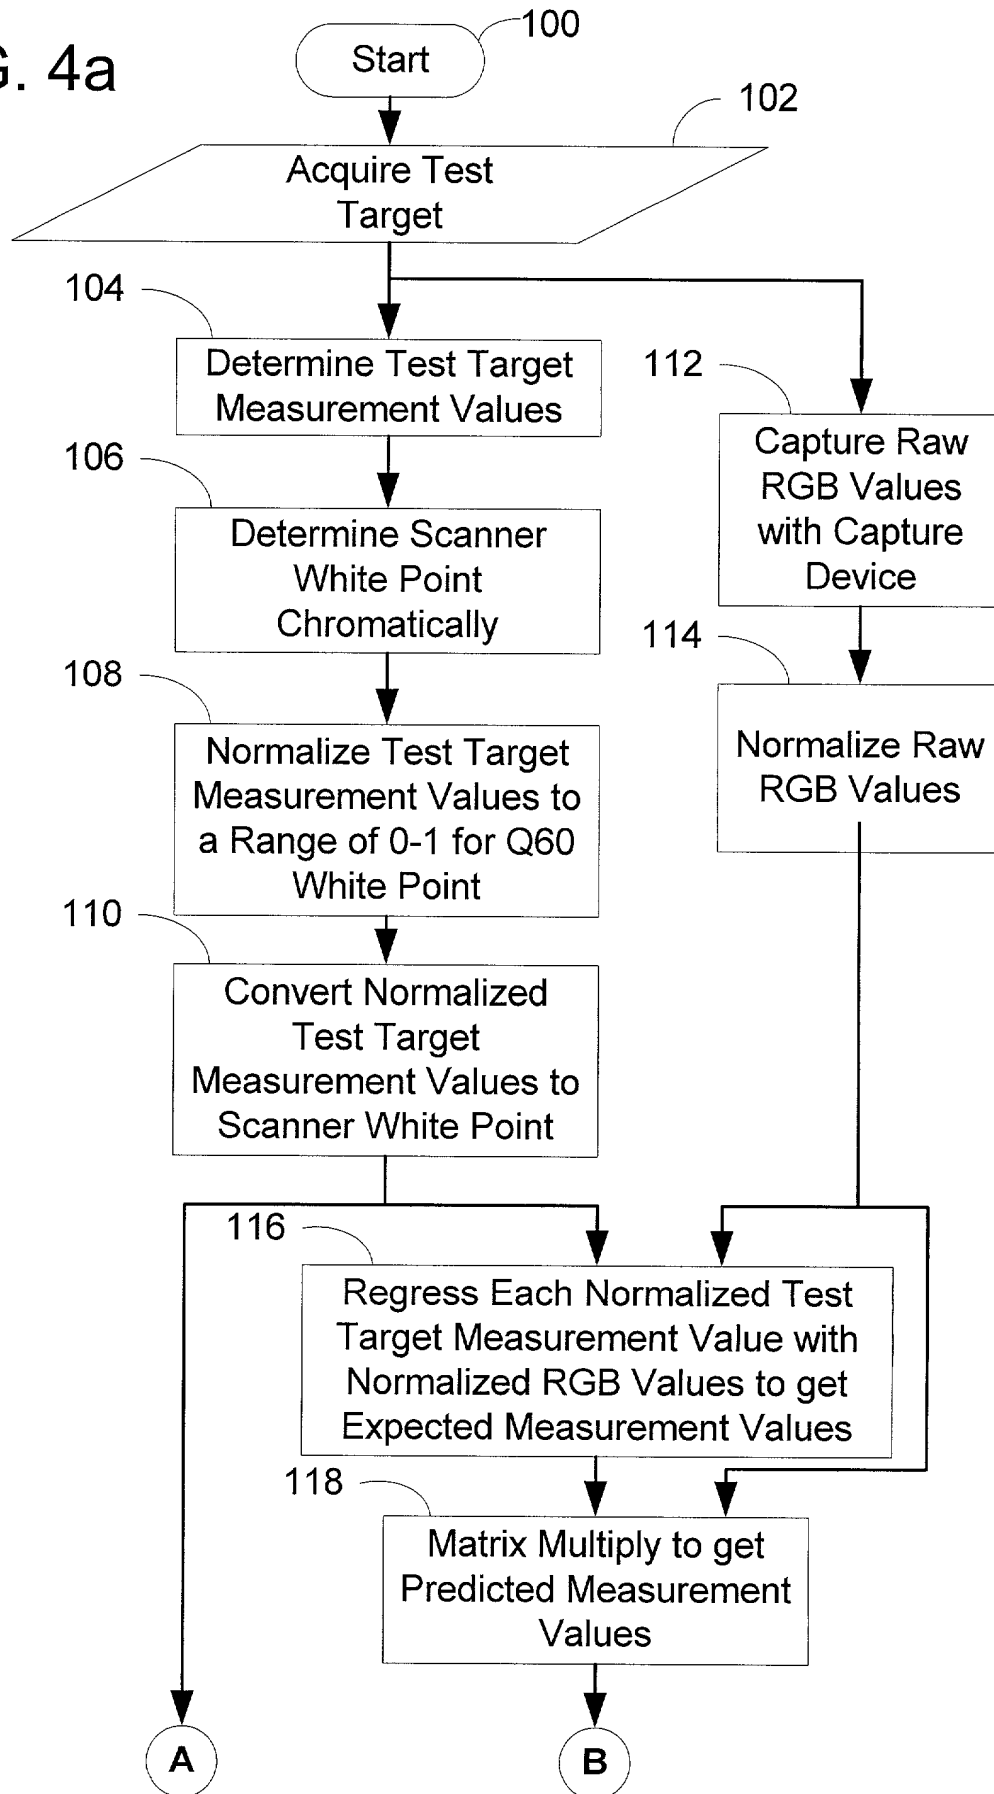 G. 4a
100
Start
102
Acquire Test
Target
104
Determine Test Target
Measurement Values
112
Capture Raw
RGB Values
with Capture
Device
106
Determine Scanner
White Point
Chromatically
114
Normalize Raw
RGB Values
108
Normalize Test Target
Measurement Values to
a Range of 0-1 for Q60
White Point
110
Convert Normalized
Test Target
Measurement Values to
Scanner White Point
116
Regress Each Normalized Test
Target Measurement Value with
Normalized RGB Values to get
Expected Measurement Values
118
Matrix Multiply to get
Predicted Measurement
Values
A
B